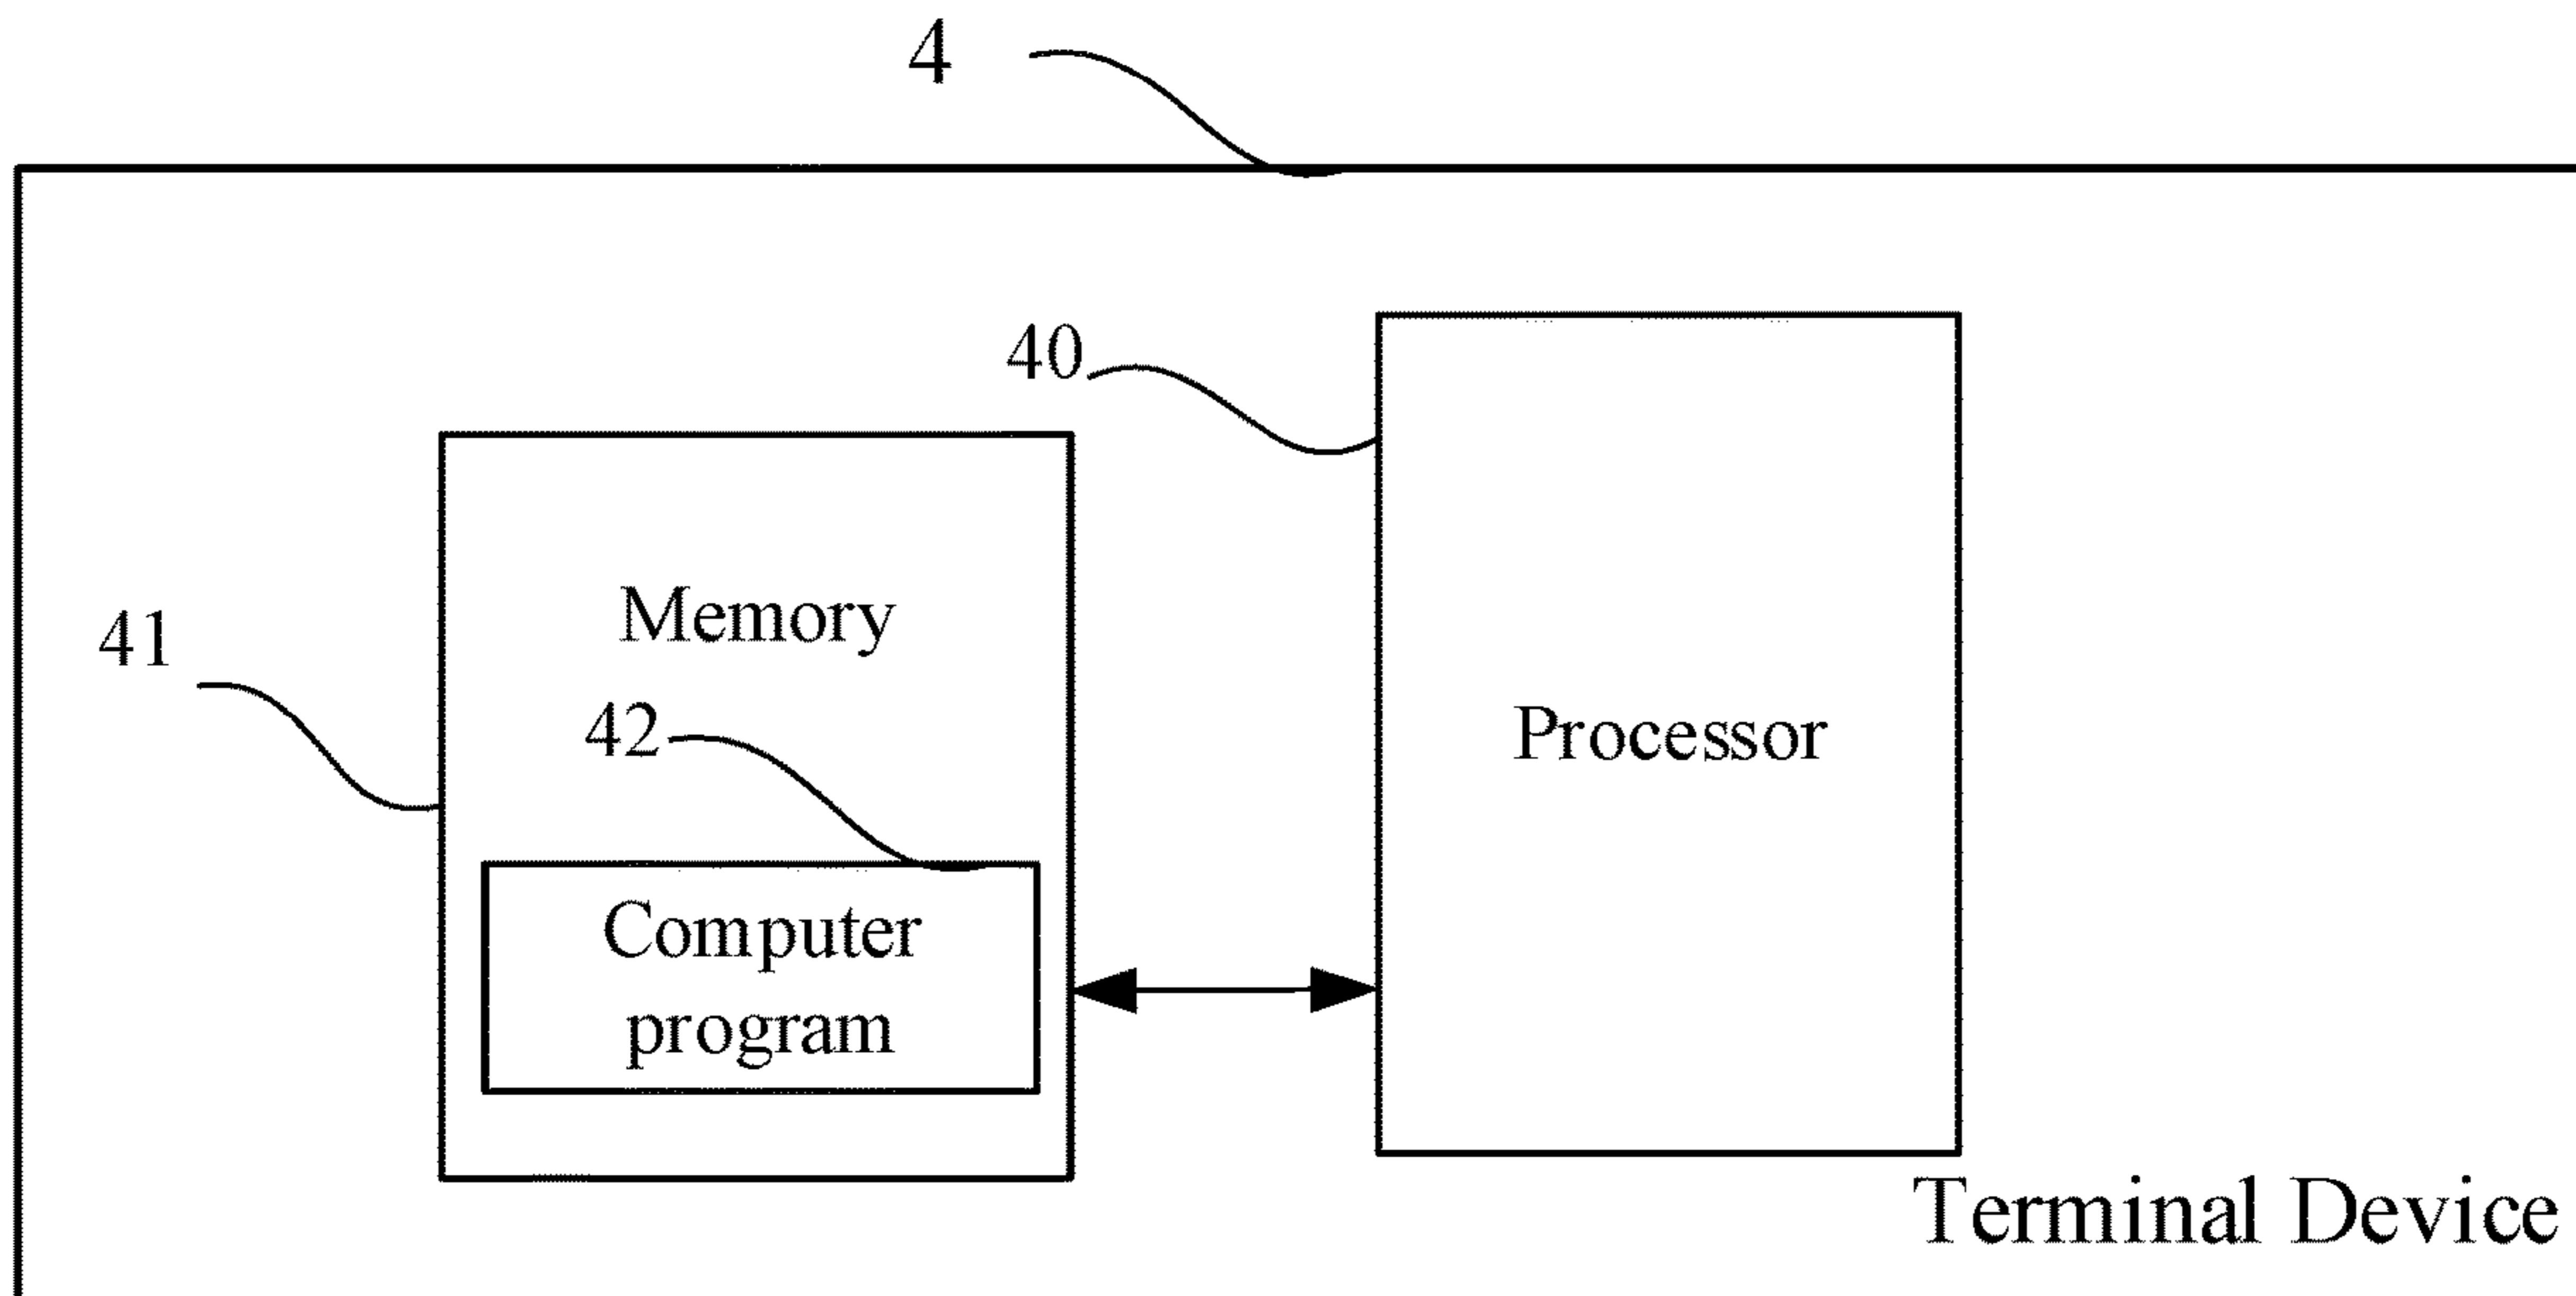 4
40
Memory
41
42
Processor
Computer
program
Terminal Device